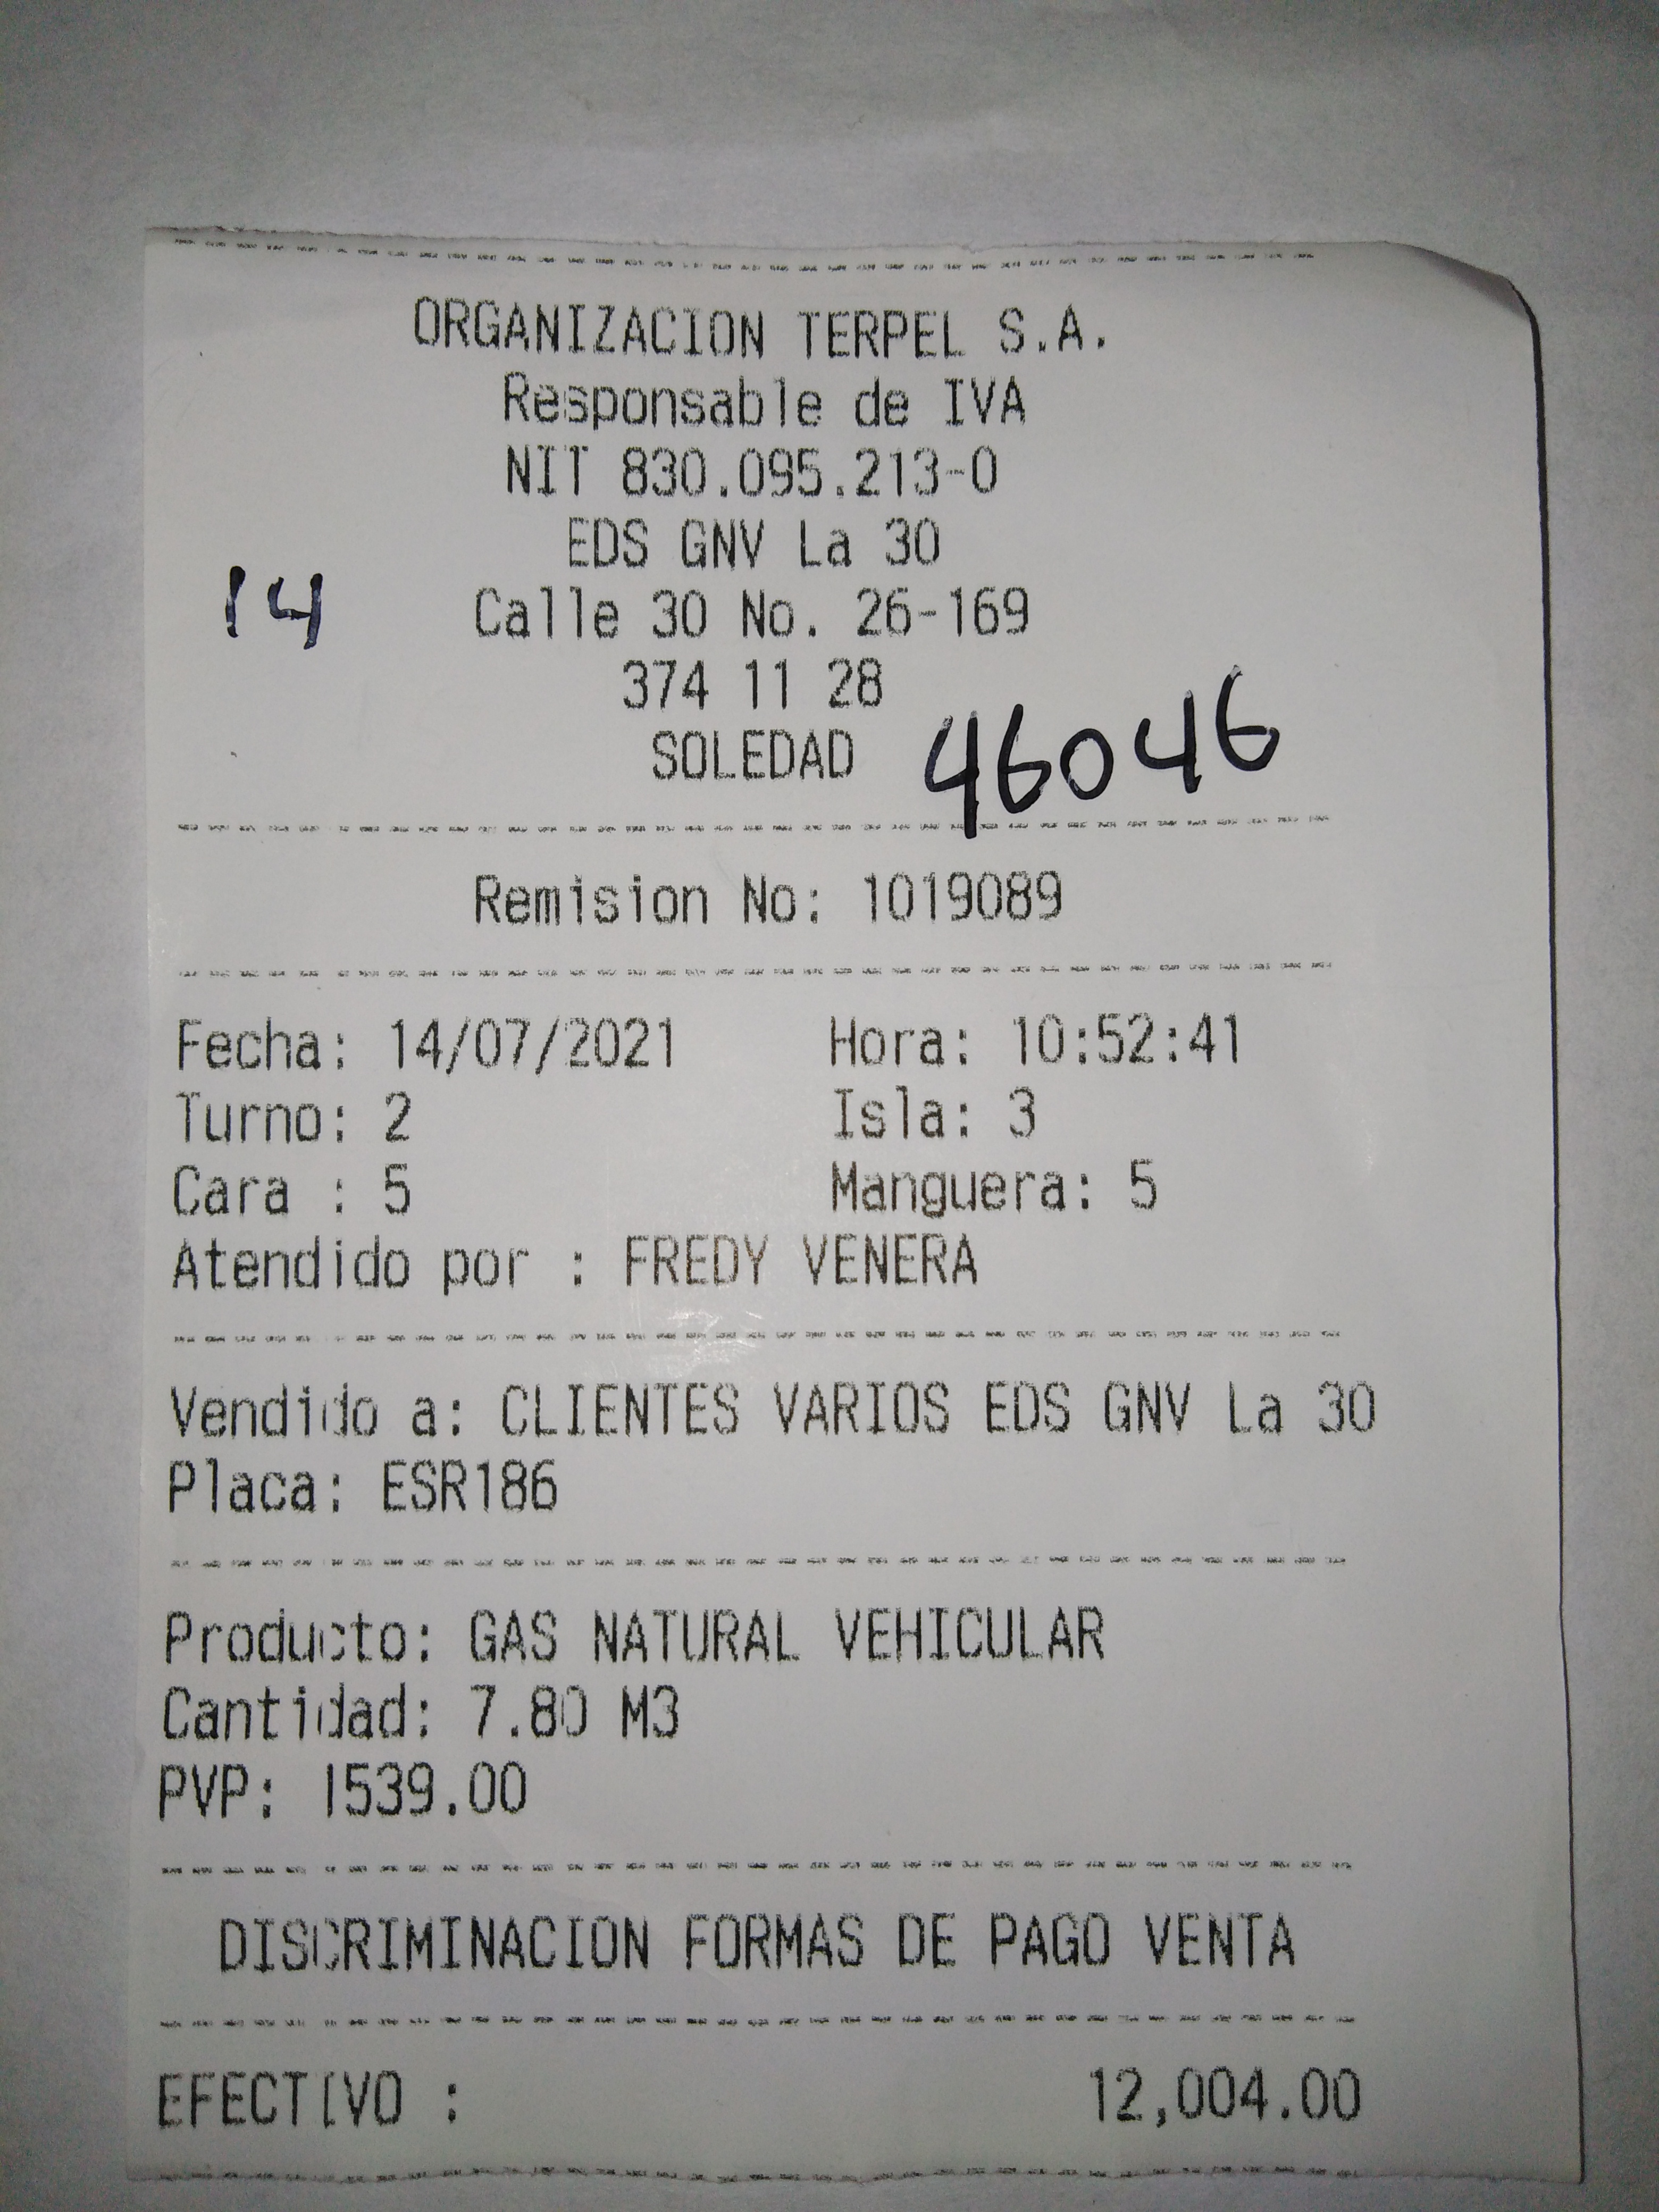 ORGANIZACION TERPEL S.A.
Responsable de IVA
NIT 830.095.213-0
EDS GNV La 30
14
Calle 30 No. 26-169
374 11 28
SOLEDAD 46046
Remision No: 1019089
Fecha: 14/07/2021 Hora: 10:52:41
Turno: 2 Isla: 3
Cara : 5 Manguera: 5
Atendido por : FREDY VENERA
Vendido a: CLIENTES VARIOS EDS GNV La 30
Placa: ESR186
Producto: GAS NATURAL VEHICULAR
Cantidad: 7.80 M3
PVP: 1539.00
DISCRIMINACION FORMAS DE PAGO VENTA
EFECTIVO : 12,004.00